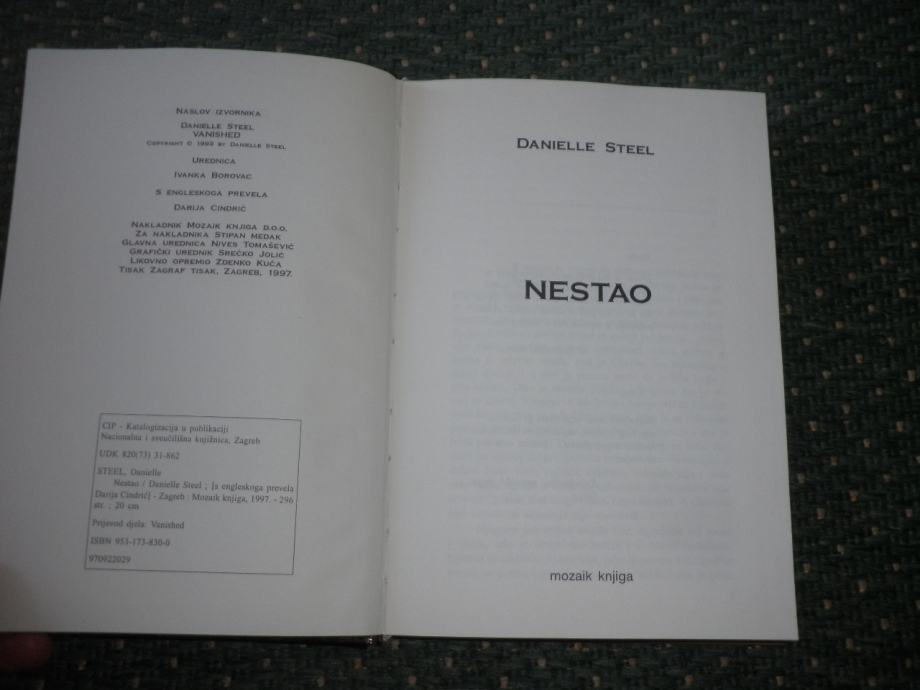 NASLOV IZVORNIKA
DANIELLE STEEL
VANISHED
COPYRIGHT © 1993 BY DANIELLE STEEL
UREDNICA
IVANKA BOROVAC
S ENGLESKOGA PREVELA
DARIJA CINDRIĆ
NAKLADNIK MOZAIK KNJIGA D.O.O.
ZA NAKLADNIKA STIPAN MEDAK
GLAVNA UREDNICA NIVES TOMAŠEVIĆ
GRAFIČKI UREDNIK SREĆKO JOLIĆ
LIKOVNO OPREMIO ZDENKO KUĆA
TISAK ZAGRAF TISAK, ZAGREB, 1997.
CIP - Katalogizacija u publikaciji
Nacionalna i sveučilišna knjižnica, Zagreb
UDK 820(73) 31-862
STEEL, Danielle
Nestao / Danielle Steel ; [s engleskoga prevela
Darija Cindrić] - Zagreb : Mozaik knjiga, 1997. - 296
str. ; 20 cm
Prijevod djela: Vanished
ISBN 953-173-830-0
970922029
DANIELLE STEEL
NESTAO
mozaik knjiga